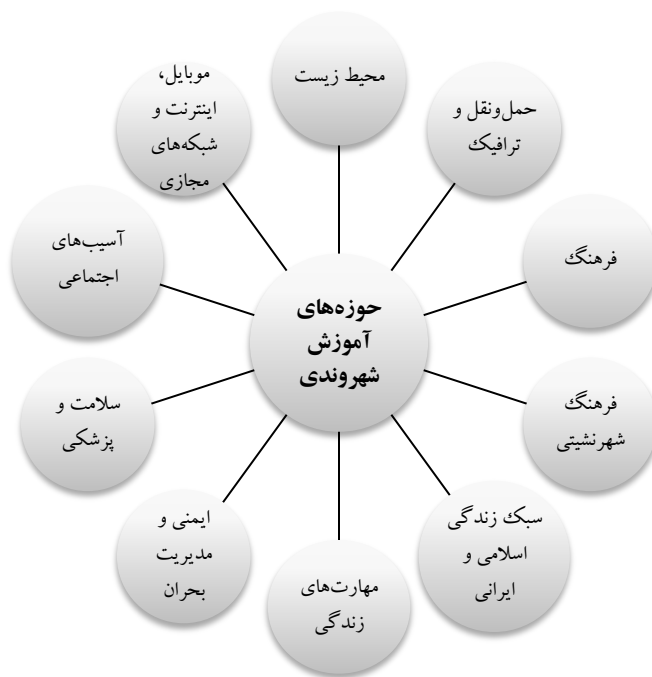 محیط زیست
حمل‌ونقل و
ترافیک
فرهنگ
فرهنگ
شهرنشیتی
سبک زندگی
اسلامی و
ایرانی
مهارت‌های
زندگی
ایمنی و
مدیریت
بحران
سلامت و
پزشکی
آسیب‌های
اجتماعی
موبایل،
اینترنت و
شبکه‌های
مجازی
حوزه‌های
آموزش
شهروندی